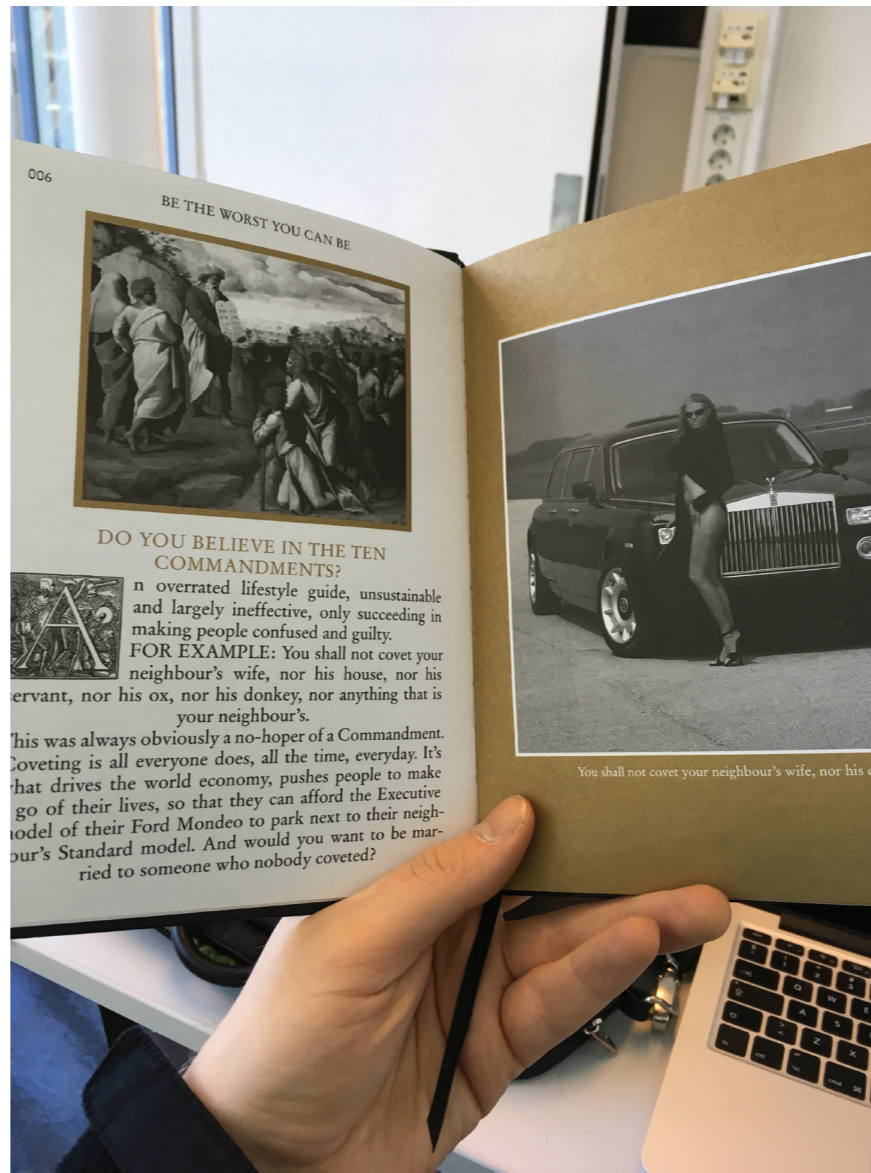 006
BE THE WORST YOU CAN BE
DO YOU BELIEVE IN THE TEN
COMMANDMENTS?
An overrated lifestyle guide, unsustainable
and largely ineffective, only succeeding in
making people confused and guilty.
FOR EXAMPLE: You shall not covet your
neighbour's wife, nor his house, nor his
ervant, nor his ox, nor his donkey, nor anything that is
your neighbour's.
his was always obviously a no-hoper of a Commandment.
Coveting is all everyone does, all the time, everyday. It's
hat drives the world economy, pushes people to make
go of their lives, so that they can afford the Executive
odel of their Ford Mondeo to park next to their neigh-
our's Standard model. And would you want to be mar-
ried to someone who nobody coveted?
You shall not covet your neighbour's wife, nor his
Q
W
E
A
S
Z
X
cmd